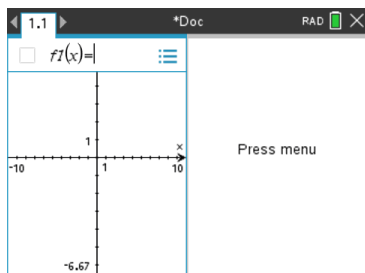 1.1 *Doc RAD
f1(x)=
1 x
-10 1 10
Press menu
-6.67